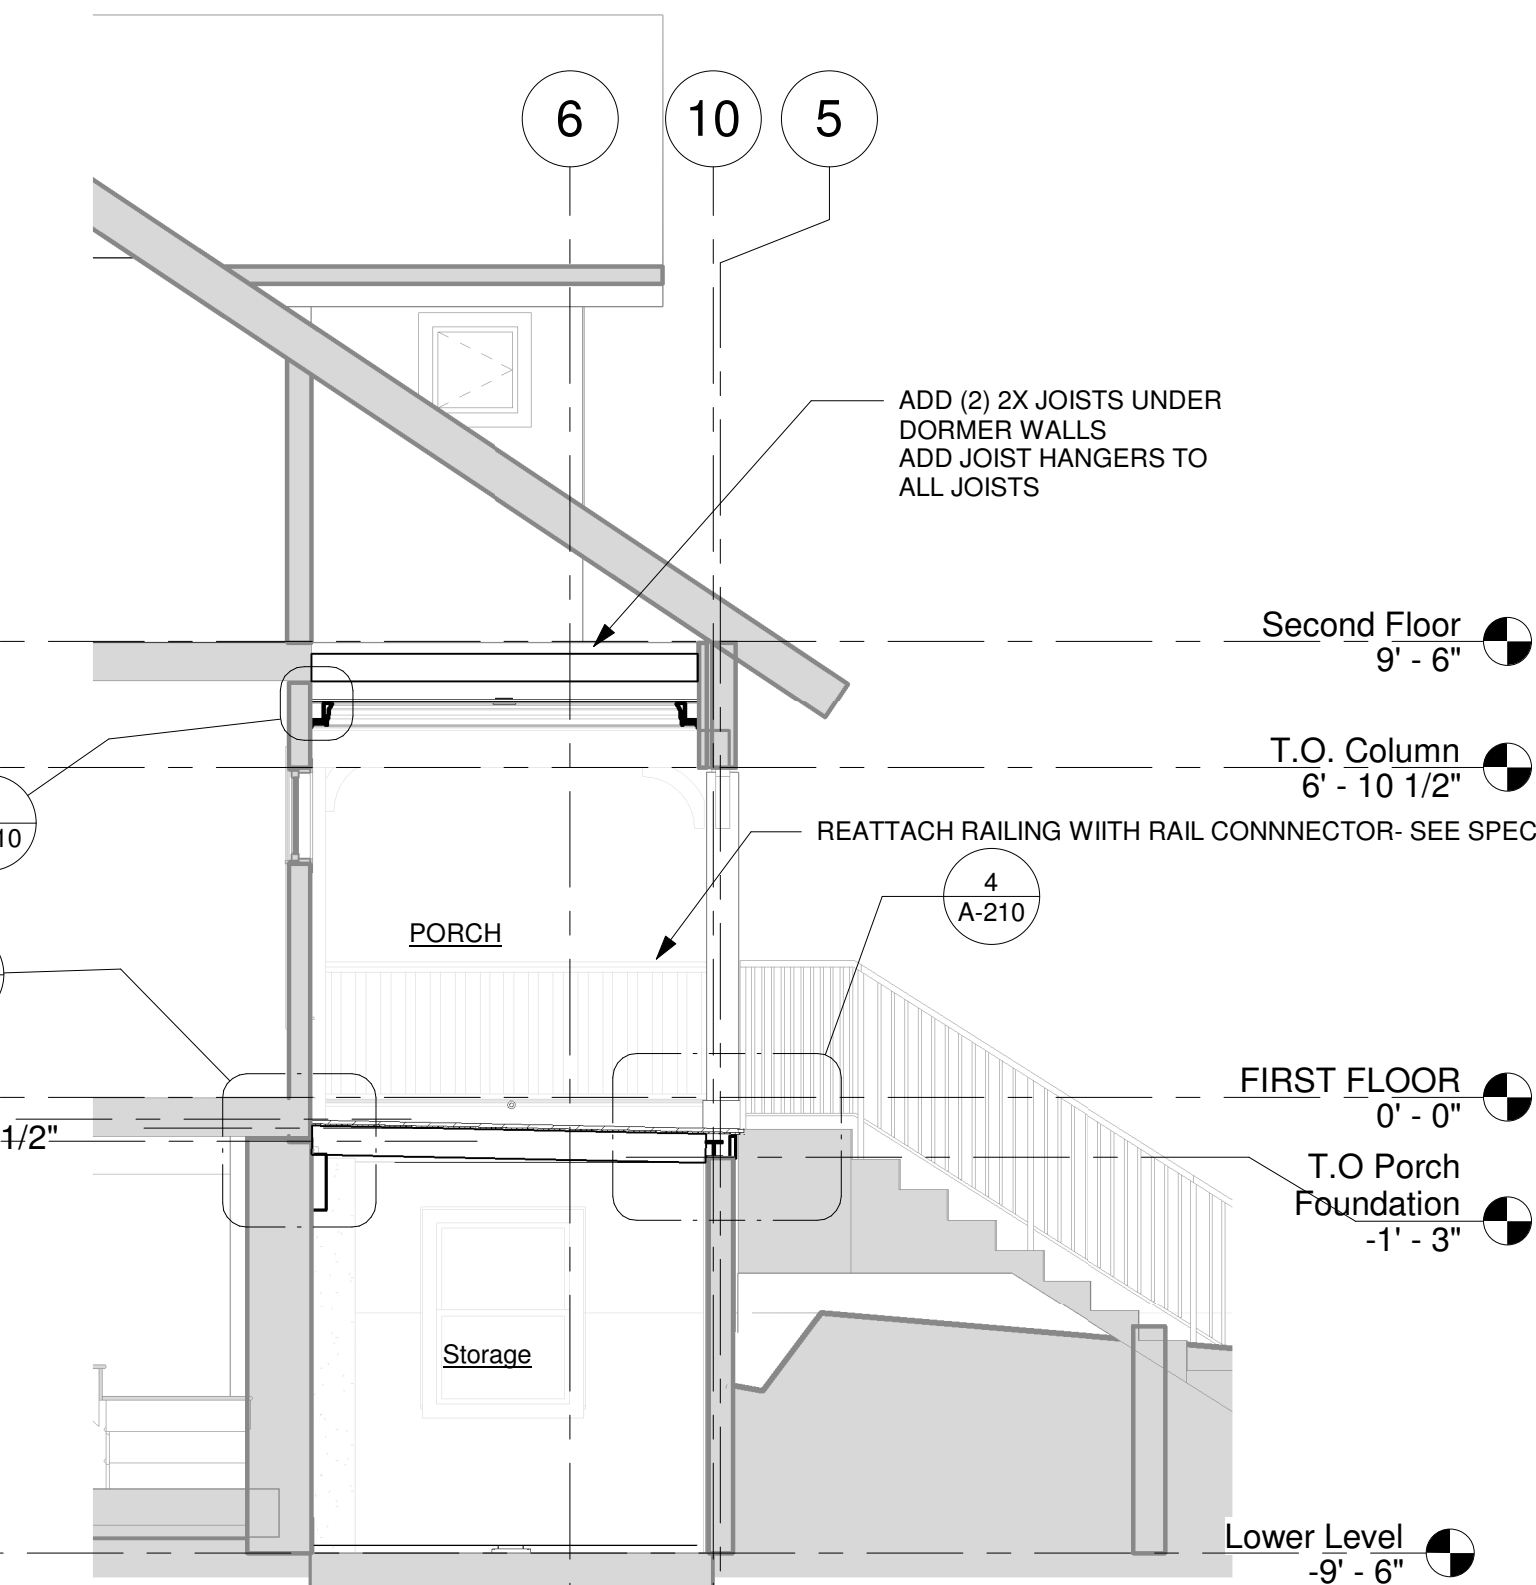 6
10
5
ADD (2) 2X JOISTS UNDER
DORMER WALLS
ADD JOIST HANGERS TO
ALL JOISTS
Second Floor
9' - 6"
T.O. Column
6' - 10 1/2"
10
REATTACH RAILING WIITH RAIL CONNNECTOR- SEE SPEC
4
A-210
PORCH
FIRST FLOOR
0' - 0"
1/2"
T.O Porch
Foundation
-1' - 3"
Storage
Lower Level
-9' - 6"